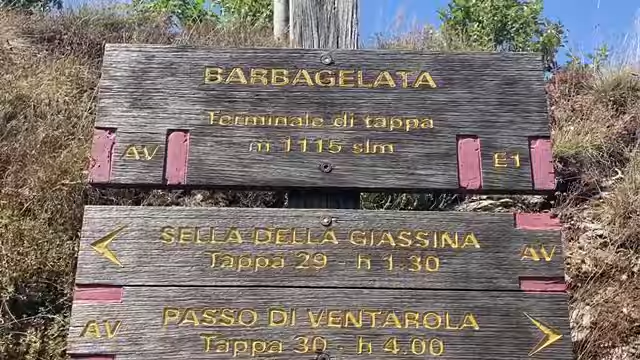 BARBAGELATA
Terminale di tappa
AV m 1115 slm E1
SELLA DELLA GIASSINA
Tappa 29 - h 1.30 AV
PASSO DI VENTAROLA
AV Tappa 30 - h 4.00